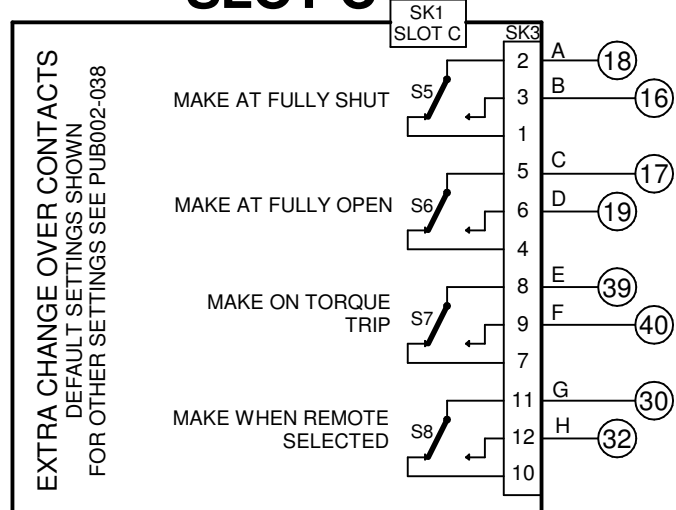 SLOT C
SK1
SLOT C
SK3
EXTRA CHANGE OVER CONTACTS
DEFAULT SETTINGS SHOWN
FOR OTHER SETTINGS SEE PUB002-038
MAKE AT FULLY SHUT
S5
2 A 18
3 B 16
1
MAKE AT FULLY OPEN
S6
5 C 17
6 D 19
4
MAKE ON TORQUE
TRIP
S7
8 E 39
9 F 40
7
MAKE WHEN REMOTE
SELECTED
S8
11 G 30
12 H 32
10